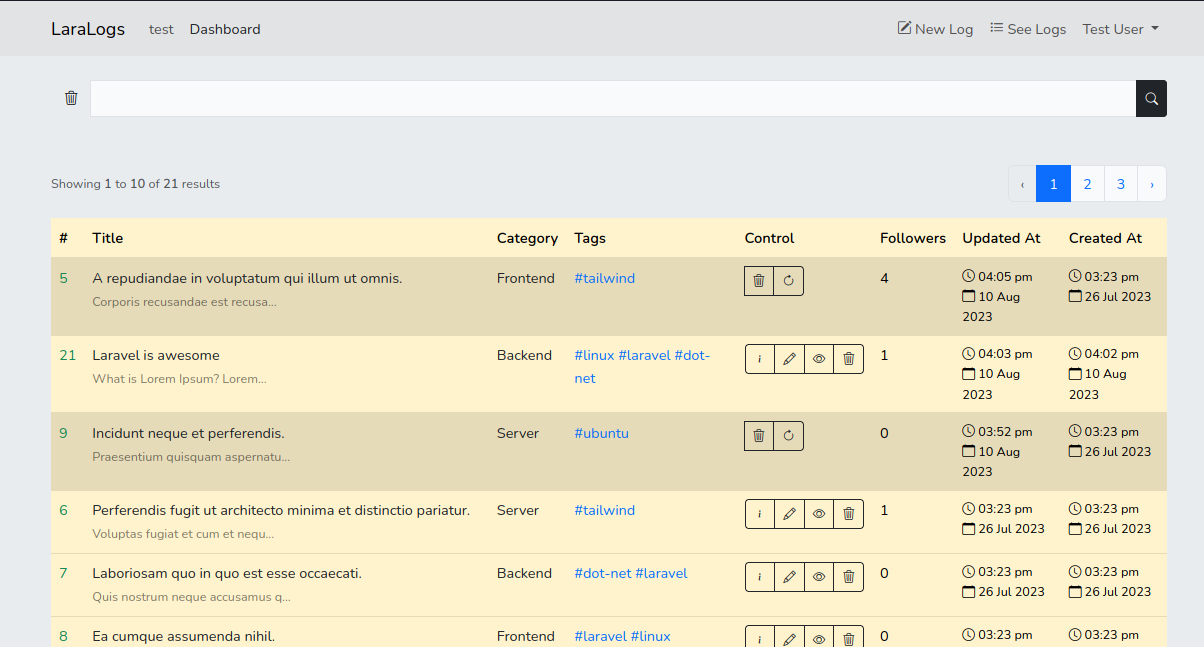 LaraLogs test Dashboard New Log See Logs Test User
Showing 1 to 10 of 21 results ‹ 1 2 3 ›
# Title Category Tags Control Followers Updated At Created At
5 A repudiandae in voluptatum qui illum ut omnis. Frontend #tailwind 4 04:05 pm 03:23 pm
Corporis recusandae est recusa... 10 Aug 26 Jul 2023
2023
21 Laravel is awesome Backend #linux #laravel #dot- i 1 04:03 pm 04:02 pm
What is Lorem Ipsum? Lorem... net 10 Aug 10 Aug
2023 2023
9 Incidunt neque et perferendis. Server #ubuntu 0 03:52 pm 03:23 pm
Praesentium quisquam aspernatu... 10 Aug 26 Jul 2023
2023
6 Perferendis fugit ut architecto minima et distinctio pariatur. Server #tailwind i 1 03:23 pm 03:23 pm
Voluptas fugiat et cum et nequ... 26 Jul 2023 26 Jul 2023
7 Laboriosam quo in quo est esse occaecati. Backend #dot-net #laravel i 0 03:23 pm 03:23 pm
Quis nostrum neque accusamus q... 26 Jul 2023 26 Jul 2023
8 Ea cumque assumenda nihil. Frontend #laravel #linux i 0 03:23 pm 03:23 pm